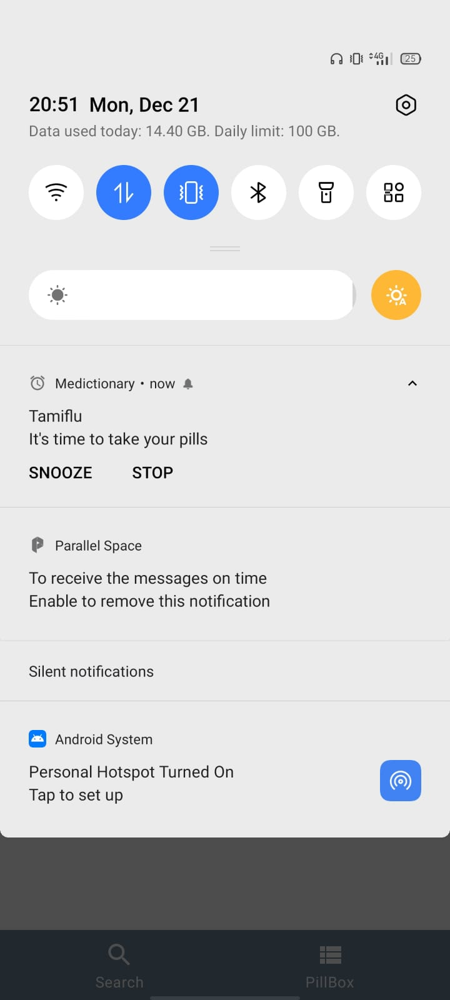 4G 25
20:51 Mon, Dec 21
Data used today: 14.40 GB. Daily limit: 100 GB.
A
Medictionary • now
Tamiflu
It's time to take your pills
SNOOZE STOP
Parallel Space
To receive the messages on time
Enable to remove this notification
Silent notifications
Android System
Personal Hotspot Turned On
Tap to set up
Search PillBox